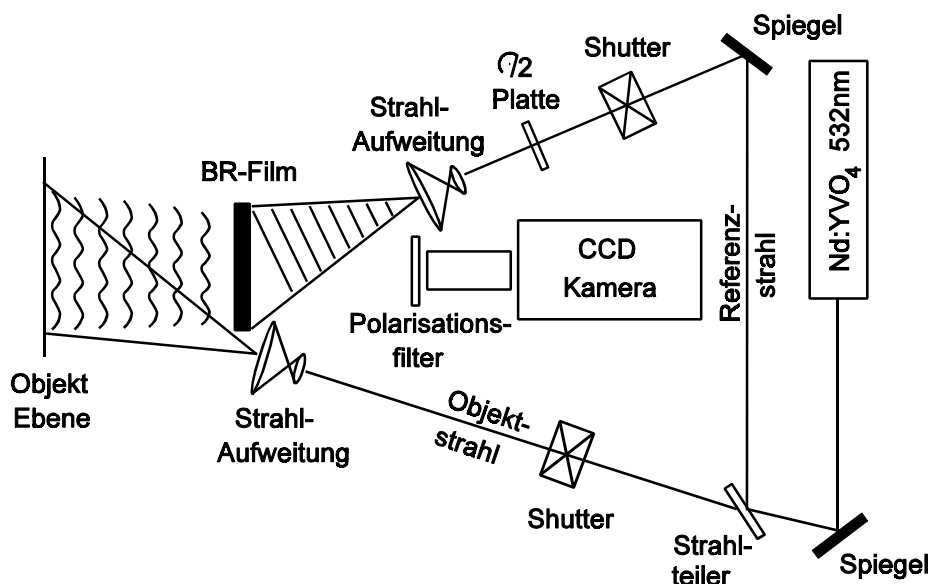 Spiegel
Shutter
2
Platte
Strahl-
Aufweitung
BR-Film
Nd:YVO4 532nm
CCD
Kamera
Referenz-
strahl
Polarisations-
filter
Objekt
Ebene
Strahl-
Aufweitung
Objekt-
strahl
Shutter
Strahl-
teiler
Spiegel